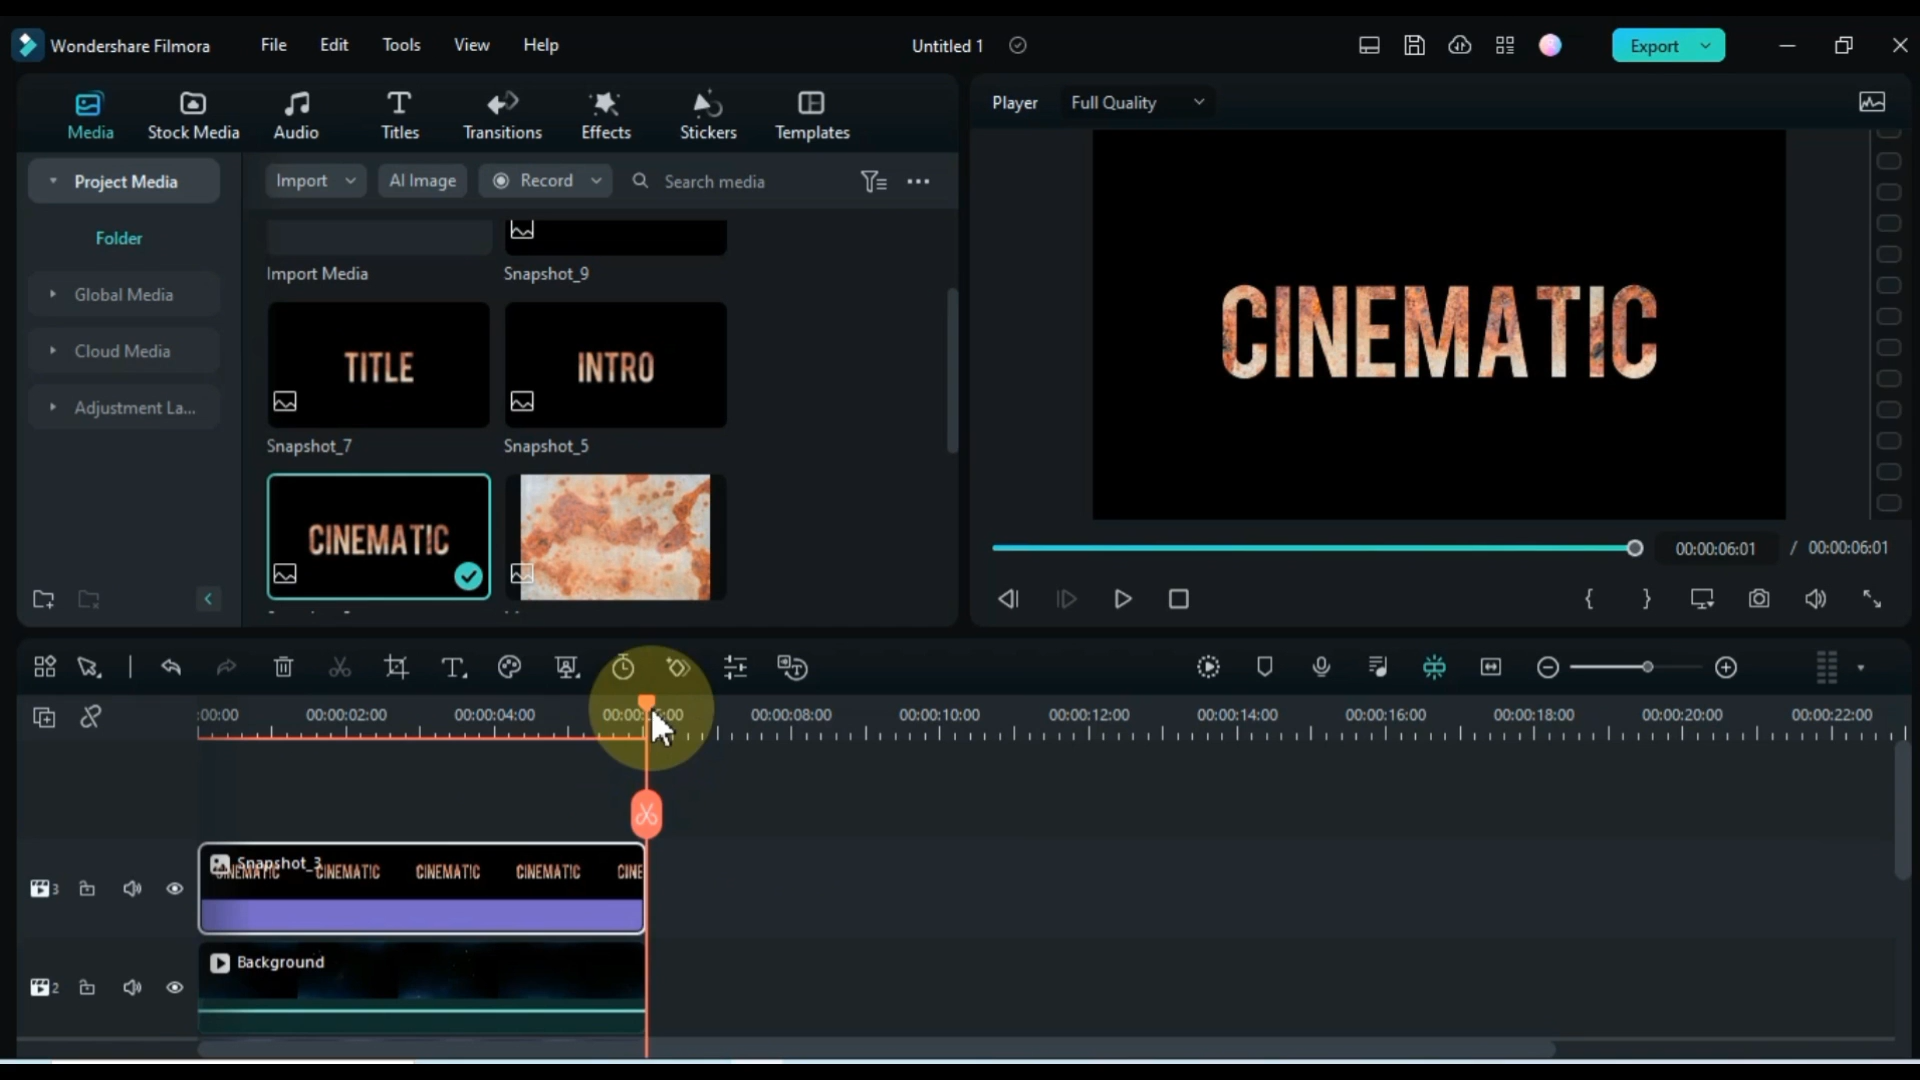 Wondershare Filmora File Edit Tools View Help Untitled 1 Export
Media Stock Media Audio Titles Transitions Effects Stickers Templates
Player Full Quality
Project Media
Folder
Global Media
Cloud Media
Adjustment La...
Import AI Image Record Search media
Import Media Snapshot_9
TITLE INTRO
Snapshot_7 Snapshot_5
CINEMATIC
CINEMATIC
00:00:06:01 / 00:00:06:01
:00:00 00:00:02:00 00:00:04:00 00:00:08:00 00:00:10:00 00:00:12:00 00:00:14:00 00:00:16:00 00:00:18:00 00:00:20:00 00:00:22:00
3 Snapshot_3
CINEMATIC CINEMATIC CINEMATIC CINE
2 Background